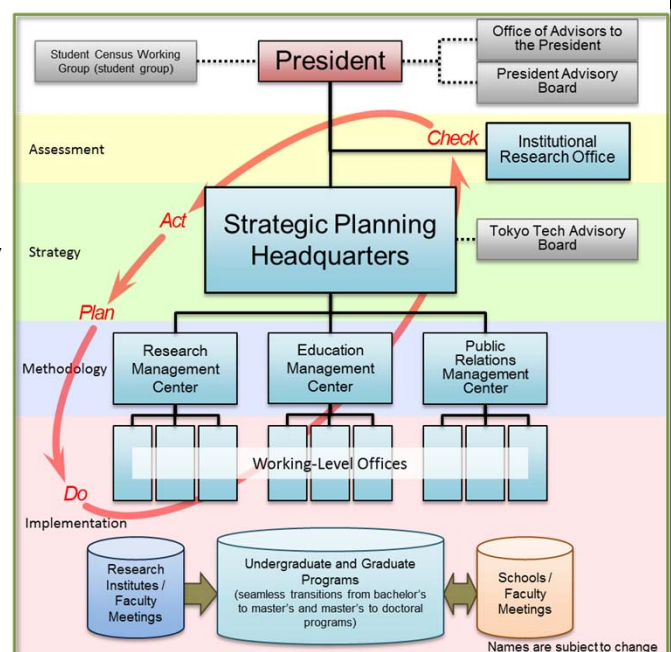 Student Census Working
Group (student group)
President
Office of Advisors to
the President
President Advisory
Board
Assessment
Check
Institutional
Research Office
Act
Strategic Planning
Headquarters
Tokyo Tech Advisory
Board
Strategy
Plan
Methodology
Research
Management
Center
Education
Management
Center
Public
Relations
Management
Center
Working-Level Offices
Do
Implementation
Research
Institutes /
Faculty
Meetings
Undergraduate and Graduate
Programs
(seamless transitions from bachelor's
to master's and master's to doctoral
programs)
Schools /
Faculty
Meetings
Names are subject to change